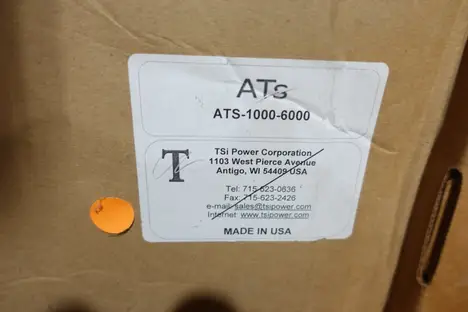 ATs
ATS-1000-6000
T
TSi Power Corporation
1103 West Pierce Avenue
Antigo, WI 54409 USA
Tel: 715-623-0636
Fax: 715-623-2426
e-mail: sales@tsipower.com
Internet: www.tsipower.com
MADE IN USA